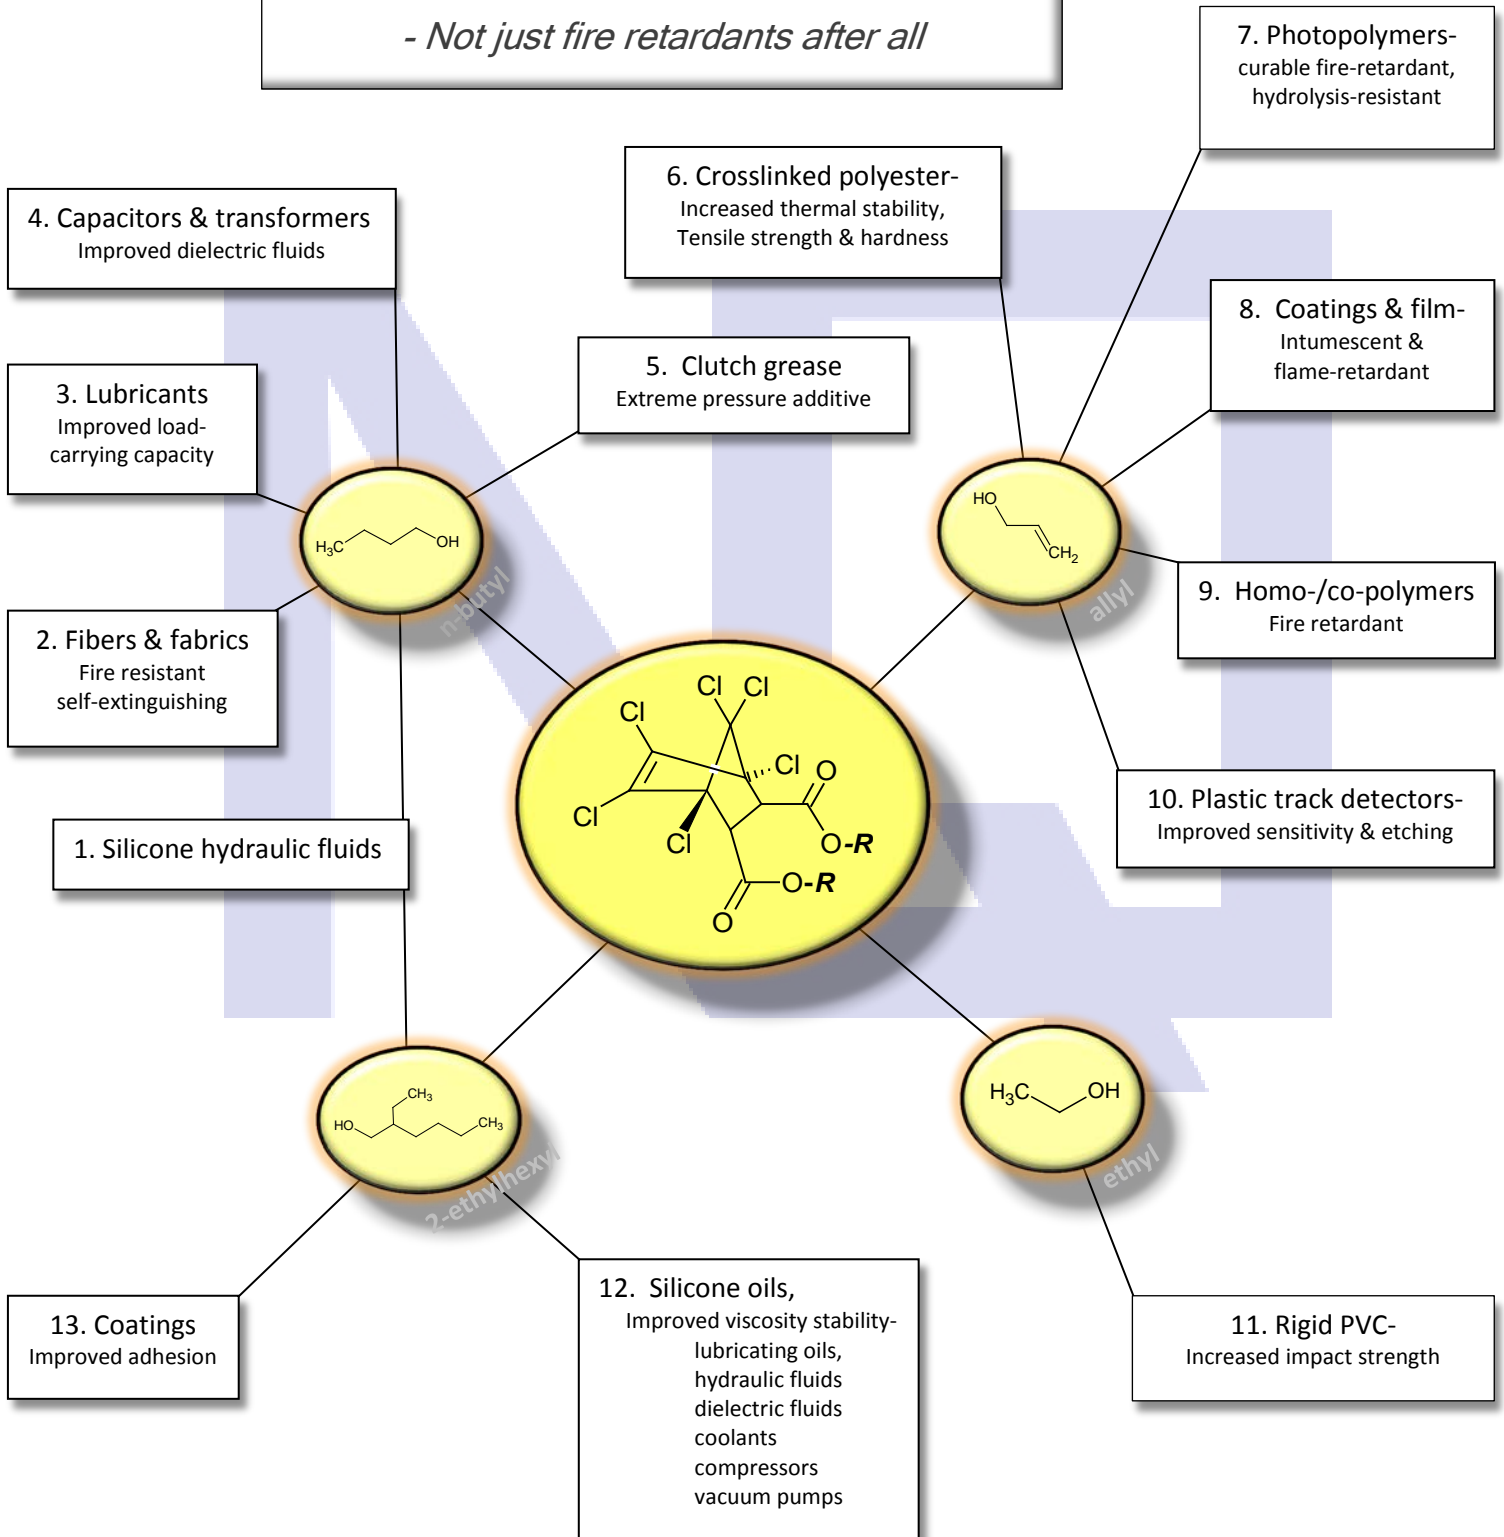 - Not just fire retardants after all
7. Photopolymers-
curable fire-retardant,
hydrolysis-resistant
6. Crosslinked polyester-
Increased thermal stability,
Tensile strength & hardness
4. Capacitors & transformers
Improved dielectric fluids
8. Coatings & film-
Intumescent &
flame-retardant
5. Clutch grease
Extreme pressure additive
3. Lubricants
Improved load-
carrying capacity
HO
CH2
H3C
OH
n-butyl
allyl
9. Homo-/co-polymers
Fire retardant
2. Fibers & fabrics
Fire resistant
self-extinguishing
Cl Cl
Cl
Cl
O
Cl
Cl
O-R
O-R
O
10. Plastic track detectors-
Improved sensitivity & etching
1. Silicone hydraulic fluids
CH3
HO
CH3
2-ethylhexyl
H3C
OH
ethyl
13. Coatings
Improved adhesion
12. Silicone oils,
Improved viscosity stability-
lubricating oils,
hydraulic fluids
dielectric fluids
coolants
compressors
vacuum pumps
11. Rigid PVC-
Increased impact strength